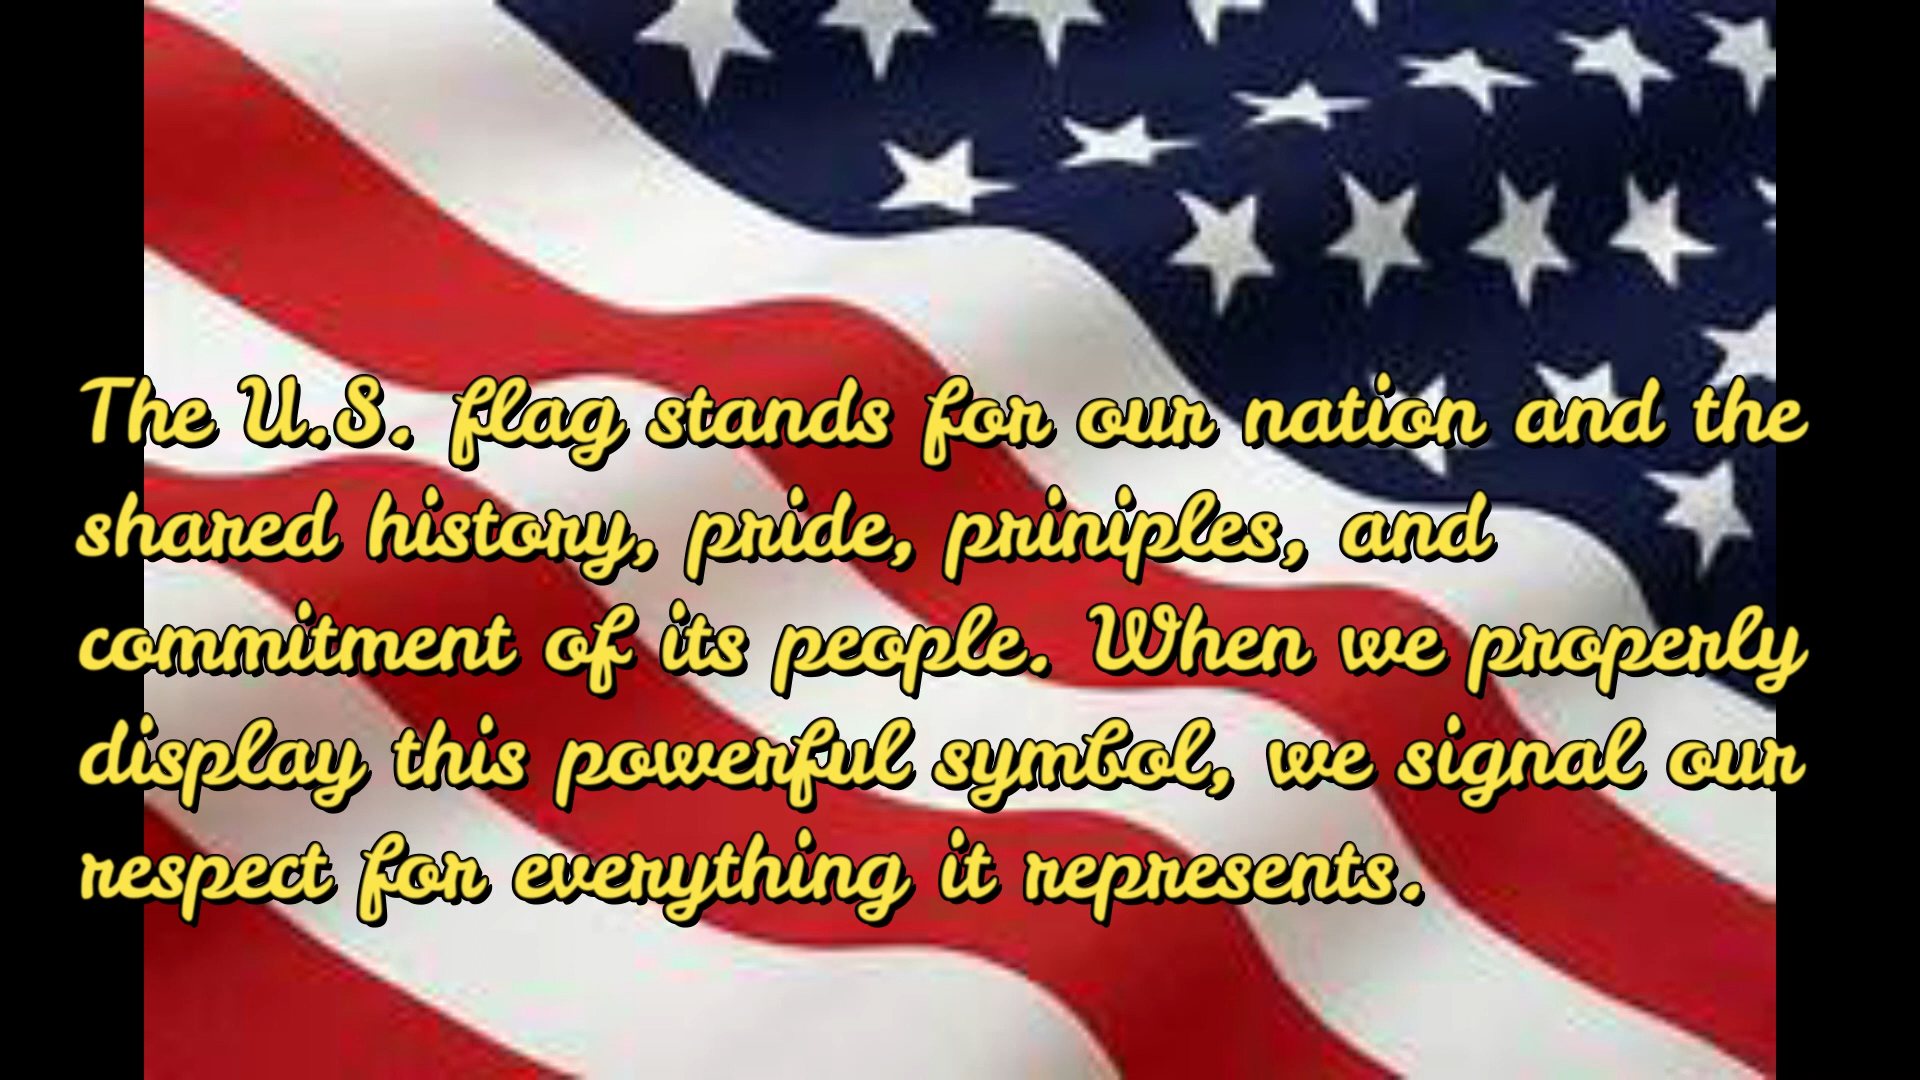 The U.S. flag stands for our nation and the
shared history, pride, priniples, and
commitment of its people. When we properly
display this powerful symbol, we signal our
respect for everything it represents.